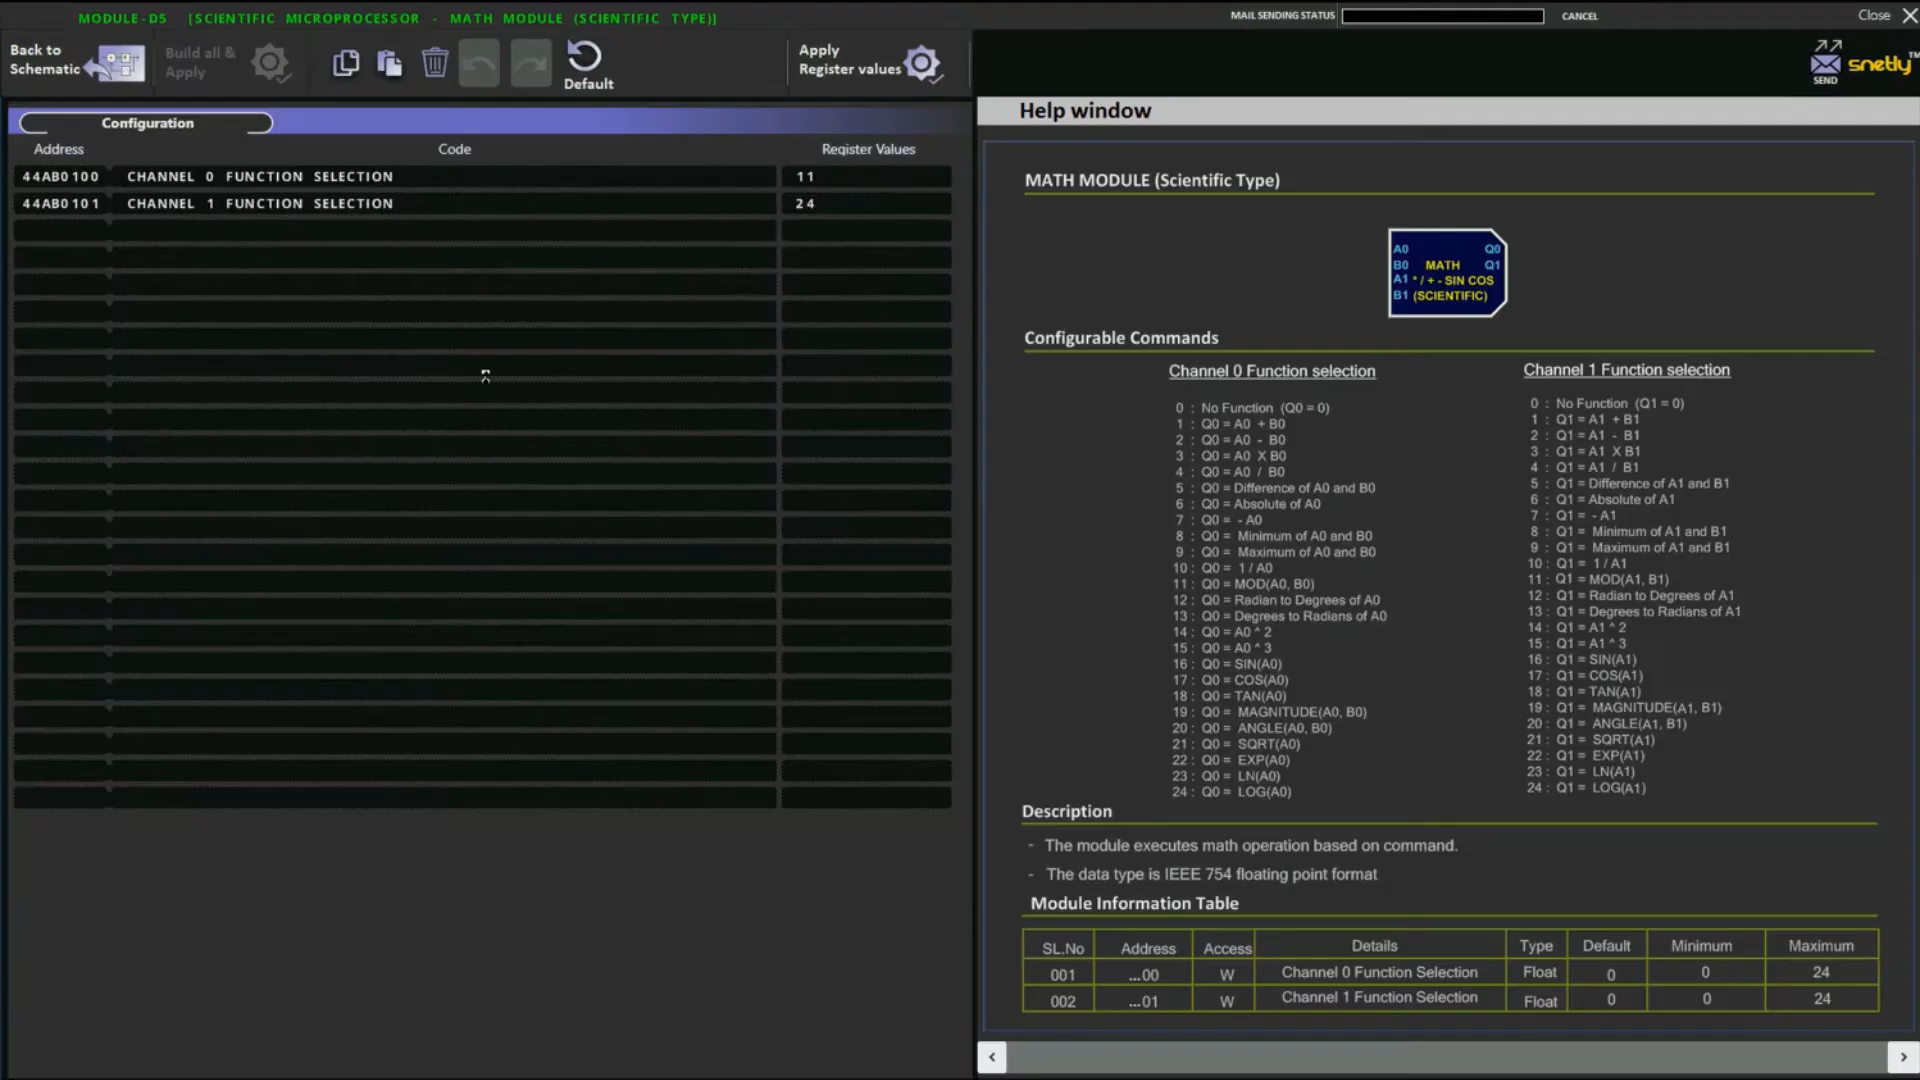 MODULE-D5 [SCIENTIFIC MICROPROCESSOR - MATH MODULE (SCIENTIFIC TYPE)]
MAIL SENDING STATUS
CANCEL
Close
Back to
Schematic
Build all &
Apply
Default
Apply
Register values
SEND
snetly™
Configuration
Address Code Register Values
44AB0100 CHANNEL 0 FUNCTION SELECTION 11
44AB0101 CHANNEL 1 FUNCTION SELECTION 24
Help window
MATH MODULE (Scientific Type)
A0 Q0
B0 MATH Q1
A1 * / + - SIN COS
B1 (SCIENTIFIC)
Configurable Commands
Channel 0 Function selection
0 : No Function (Q0 = 0)
1 : Q0 = A0 + B0
2 : Q0 = A0 - B0
3 : Q0 = A0 X B0
4 : Q0 = A0 / B0
5 : Q0 = Difference of A0 and B0
6 : Q0 = Absolute of A0
7 : Q0 = - A0
8 : Q0 = Minimum of A0 and B0
9 : Q0 = Maximum of A0 and B0
10 : Q0 = 1 / A0
11 : Q0 = MOD(A0, B0)
12 : Q0 = Radian to Degrees of A0
13 : Q0 = Degrees to Radians of A0
14 : Q0 = A0 ^ 2
15 : Q0 = A0 ^ 3
16 : Q0 = SIN(A0)
17 : Q0 = COS(A0)
18 : Q0 = TAN(A0)
19 : Q0 = MAGNITUDE(A0, B0)
20 : Q0 = ANGLE(A0, B0)
21 : Q0 = SQRT(A0)
22 : Q0 = EXP(A0)
23 : Q0 = LN(A0)
24 : Q0 = LOG(A0)
Channel 1 Function selection
0 : No Function (Q1 = 0)
1 : Q1 = A1 + B1
2 : Q1 = A1 - B1
3 : Q1 = A1 X B1
4 : Q1 = A1 / B1
5 : Q1 = Difference of A1 and B1
6 : Q1 = Absolute of A1
7 : Q1 = - A1
8 : Q1 = Minimum of A1 and B1
9 : Q1 = Maximum of A1 and B1
10 : Q1 = 1 / A1
11 : Q1 = MOD(A1, B1)
12 : Q1 = Radian to Degrees of A1
13 : Q1 = Degrees to Radians of A1
14 : Q1 = A1 ^ 2
15 : Q1 = A1 ^ 3
16 : Q1 = SIN(A1)
17 : Q1 = COS(A1)
18 : Q1 = TAN(A1)
19 : Q1 = MAGNITUDE(A1, B1)
20 : Q1 = ANGLE(A1, B1)
21 : Q1 = SQRT(A1)
22 : Q1 = EXP(A1)
23 : Q1 = LN(A1)
24 : Q1 = LOG(A1)
Description
- The module executes math operation based on command.
- The data type is IEEE 754 floating point format
Module Information Table
SL.No Address Access Details Type Default Minimum Maximum
001 ...00 W Channel 0 Function Selection Float 0 0 24
002 ...01 W Channel 1 Function Selection Float 0 0 24